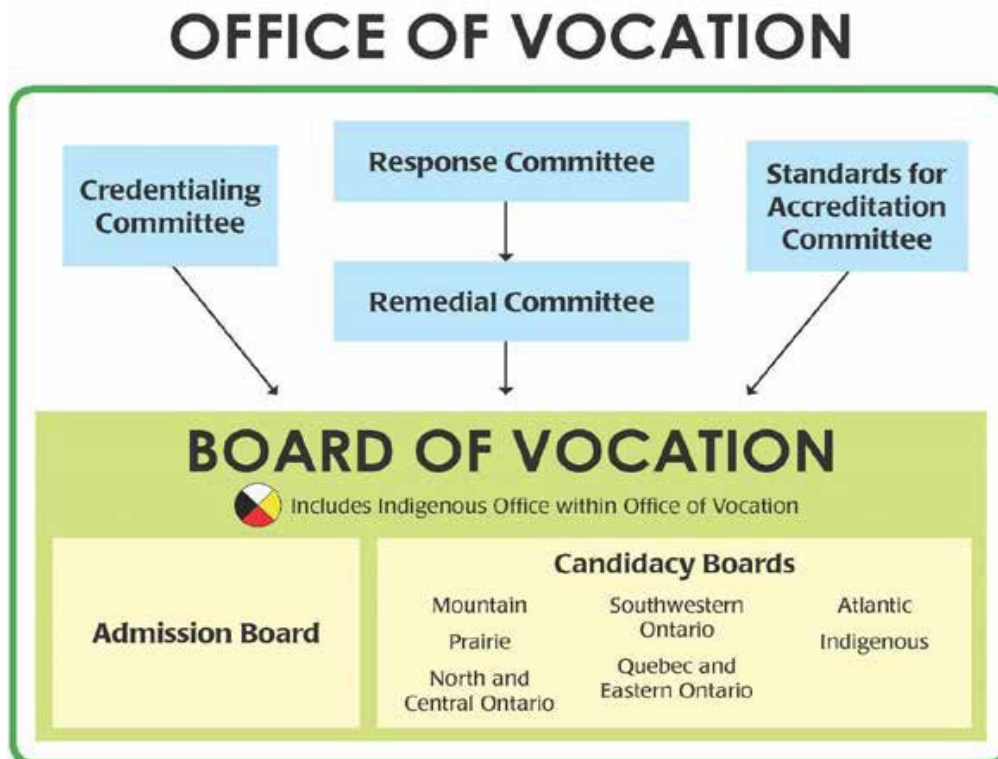 OFFICE OF VOCATION
Credentialing
Committee
Response Committee
Standards for
Accreditation
Committee
Remedial Committee
BOARD OF VOCATION
Includes Indigenous Office within Office of Vocation
Admission Board
Candidacy Boards
Mountain
Prairie
North and
Central Ontario
Southwestern
Ontario
Quebec and
Eastern Ontario
Atlantic
Indigenous